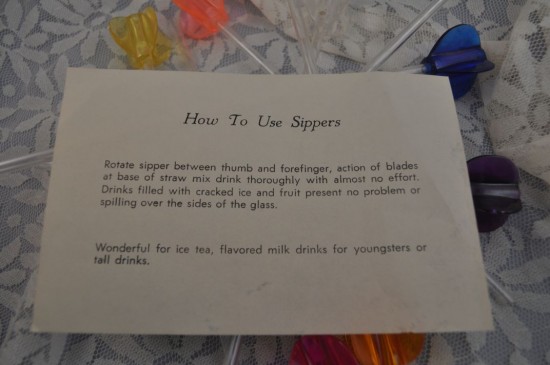 How To Use Sippers
Rotate sipper between thumb and forefinger, action of blades
at base of straw mix drink thoroughly with almost no effort.
Drinks filled with cracked ice and fruit present no problem or
spilling over the sides of the glass.
Wonderful for ice tea, flavored milk drinks for youngsters or
tall drinks.